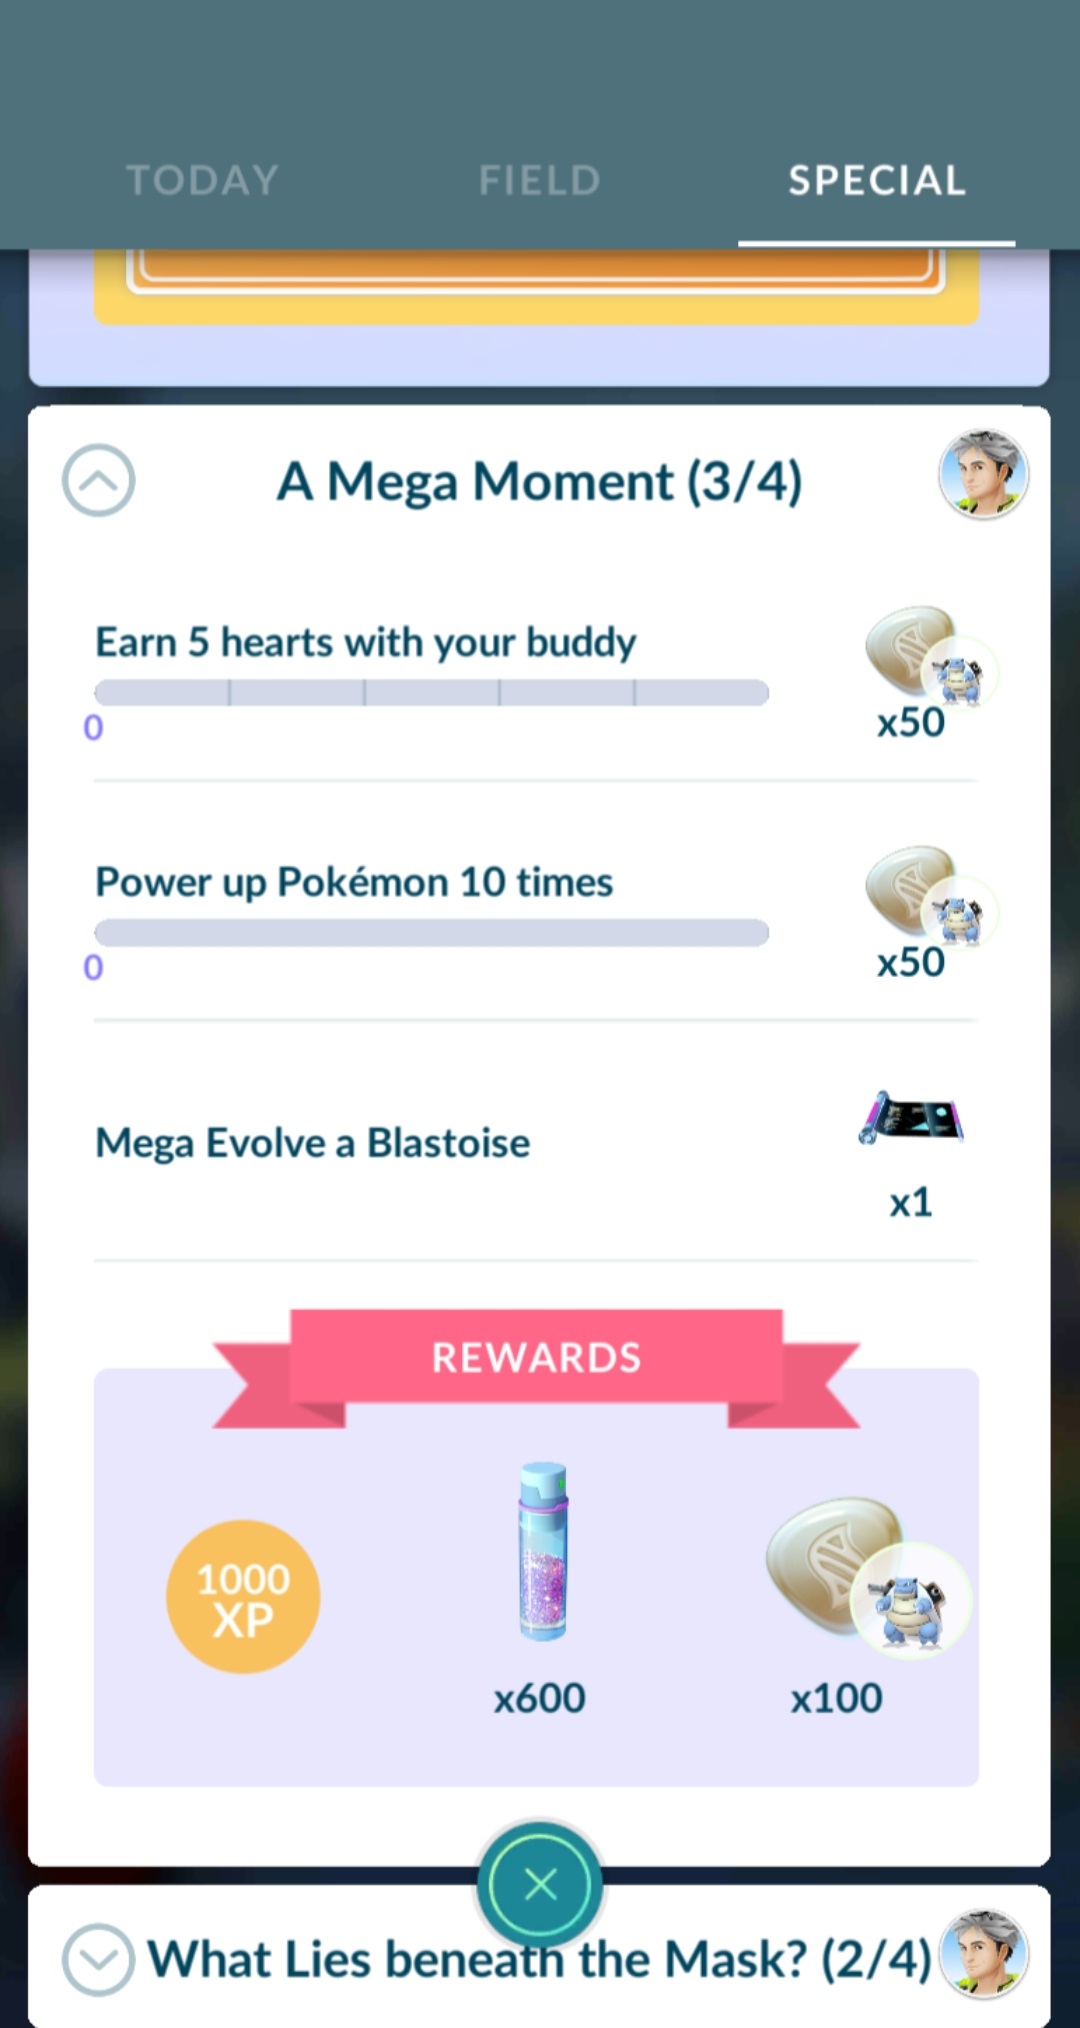 TODAY FIELD SPECIAL
A Mega Moment (3/4)
Earn 5 hearts with your buddy
0
x50
Power up Pokémon 10 times
0
x50
Mega Evolve a Blastoise
x1
REWARDS
1000
XP
x600
x100
What Lies beneath the Mask? (2/4)